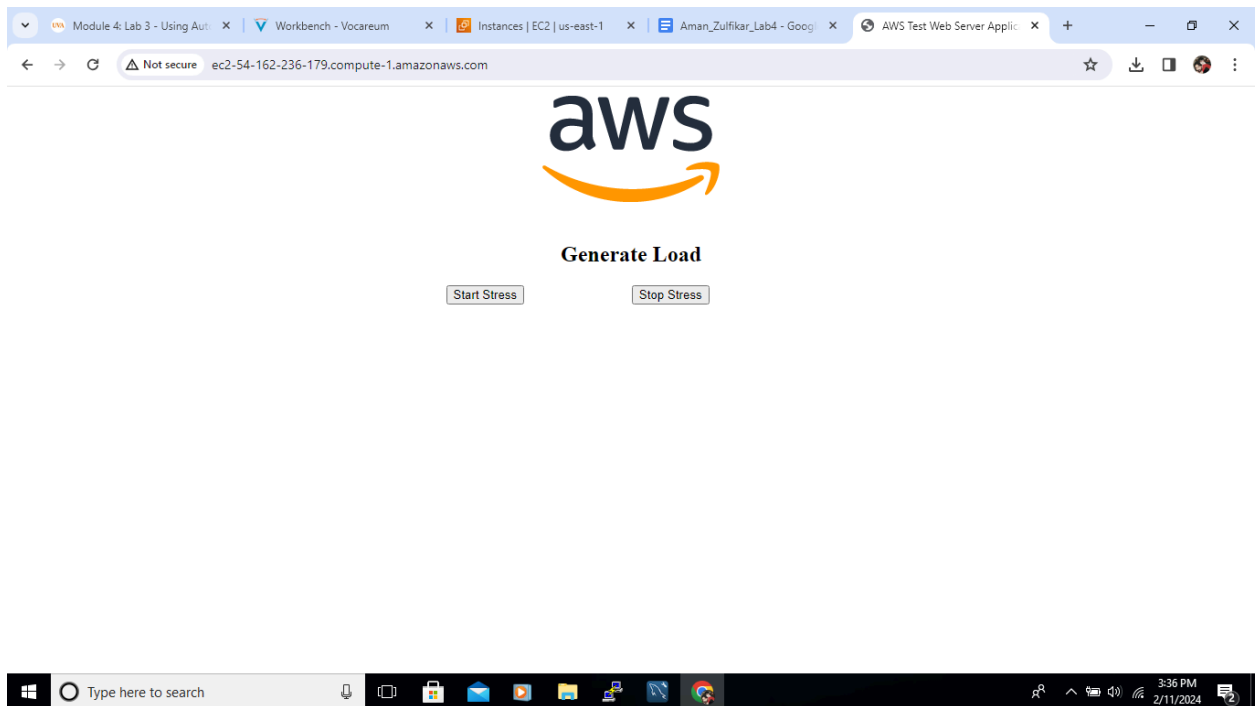 Module 4: Lab 3 - Using Aut
Workbench - Vocareum
Instances | EC2 | us-east-1
Aman_Zulfikar_Lab4 - Goog
AWS Test Web Server Applic
Not secure
ec2-54-162-236-179.compute-1.amazonaws.com
aws
Generate Load
Start Stress
Stop Stress
Type here to search
3:36 PM
2/11/2024
2